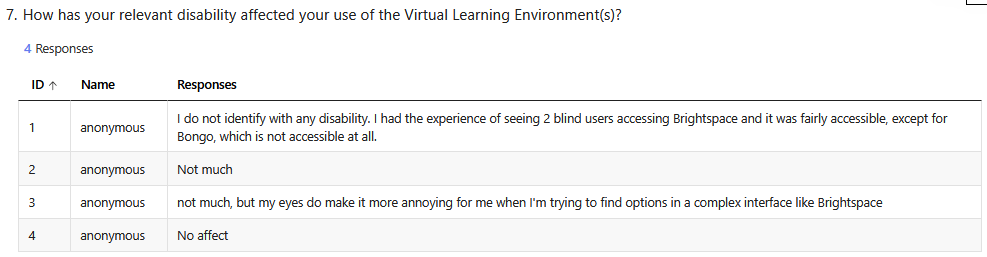 7. How has your relevant disability affected your use of the Virtual Learning Environment(s)?
4 Responses
ID ↑ Name Responses
1 anonymous I do not identify with any disability. I had the experience of seeing 2 blind users accessing Brightspace and it was fairly accessible, except for
Bongo, which is not accessible at all.
2 anonymous Not much
3 anonymous not much, but my eyes do make it more annoying for me when I'm trying to find options in a complex interface like Brightspace
4 anonymous No affect